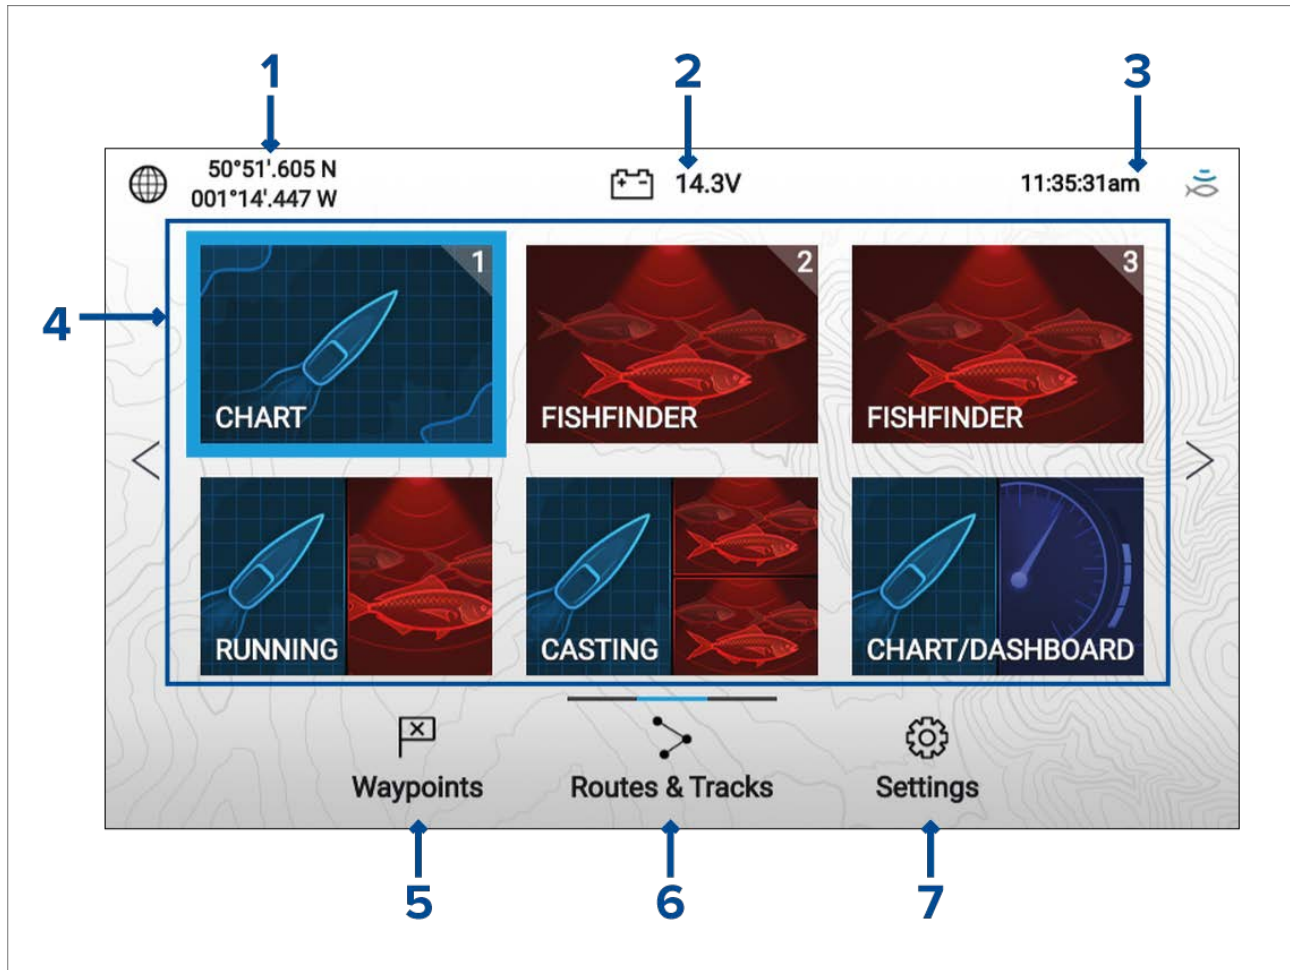 1 2 3
50°51'.605 N
001°14'.447 W
14.3V
11:35:31am
4
1
CHART
2
FISHFINDER
3
FISHFINDER
RUNNING
CASTING
CHART/DASHBOARD
Waypoints
Routes & Tracks
Settings
5 6 7